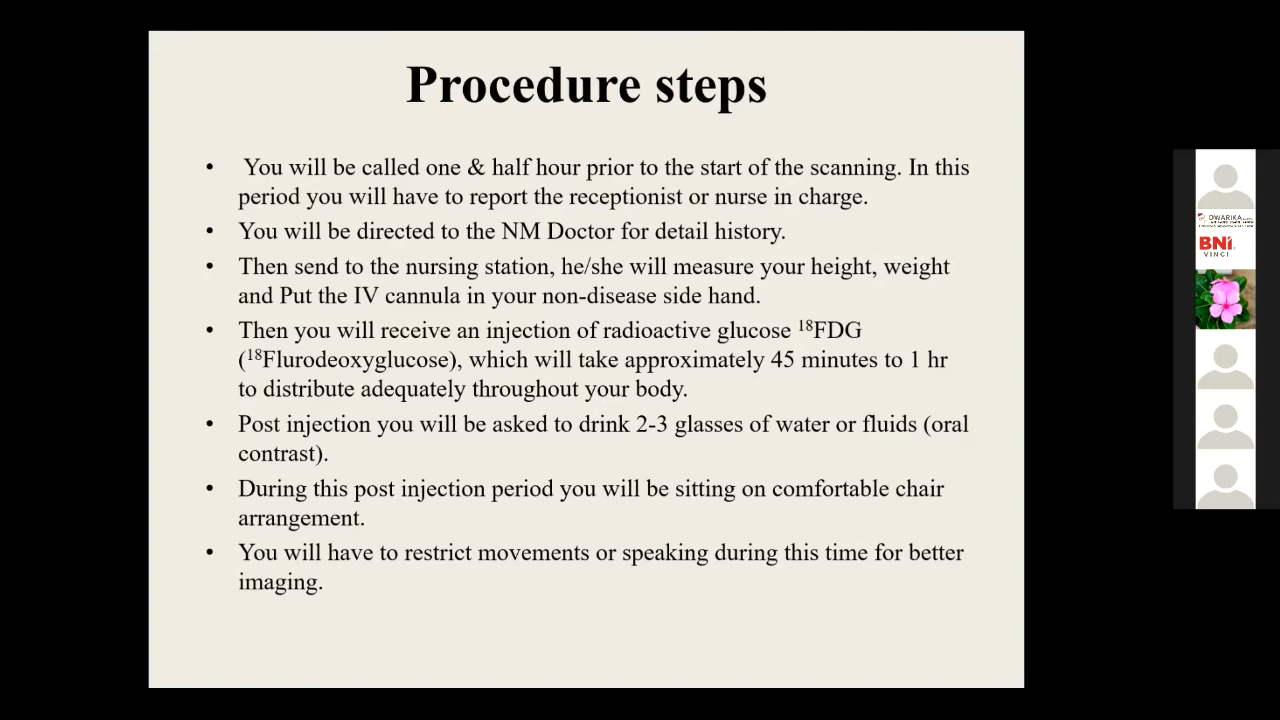 Procedure steps
• You will be called one & half hour prior to the start of the scanning. In this
period you will have to report the receptionist or nurse in charge.
• You will be directed to the NM Doctor for detail history.
• Then send to the nursing station, he/she will measure your height, weight
and Put the IV cannula in your non-disease side hand.
• Then you will receive an injection of radioactive glucose ¹⁸FDG
(¹⁸Flurodeoxyglucose), which will take approximately 45 minutes to 1 hr
to distribute adequately throughout your body.
• Post injection you will be asked to drink 2-3 glasses of water or fluids (oral
contrast).
• During this post injection period you will be sitting on comfortable chair
arrangement.
• You will have to restrict movements or speaking during this time for better
imaging.
DWARIKA
BNI
VINCI